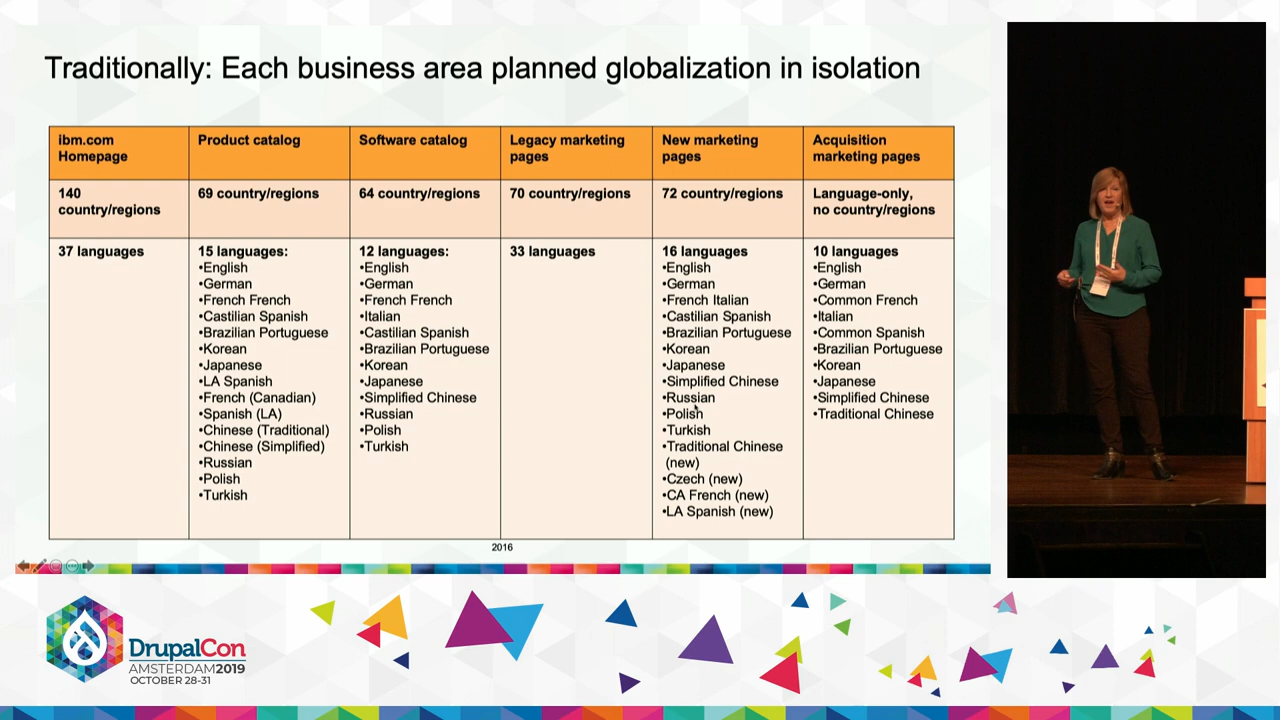 Traditionally: Each business area planned globalization in isolation
ibm.com
Homepage
Product catalog
Software catalog
Legacy marketing
pages
New marketing
pages
Acquisition
marketing pages
140
country/regions
69 country/regions
64 country/regions
70 country/regions
72 country/regions
Language-only,
no country/regions
37 languages
15 languages:
•English
•German
•French French
•Castilian Spanish
•Brazilian Portuguese
•Korean
•Japanese
•LA Spanish
•French (Canadian)
•Spanish (LA)
•Chinese (Traditional)
•Chinese (Simplified)
•Russian
•Polish
•Turkish
12 languages:
•English
•German
•French French
•Italian
•Castilian Spanish
•Brazilian Portuguese
•Korean
•Japanese
•Simplified Chinese
•Russian
•Polish
•Turkish
33 languages
16 languages
•English
•German
•French Italian
•Castilian Spanish
•Brazilian Portuguese
•Korean
•Japanese
•Simplified Chinese
•Russian
•Polish
•Turkish
•Traditional Chinese
(new)
•Czech (new)
•CA French (new)
•LA Spanish (new)
10 languages
•English
•German
•Common French
•Italian
•Common Spanish
•Brazilian Portuguese
•Korean
•Japanese
•Simplified Chinese
•Traditional Chinese
2016
DrupalCon
AMSTERDAM2019
OCTOBER 28-31